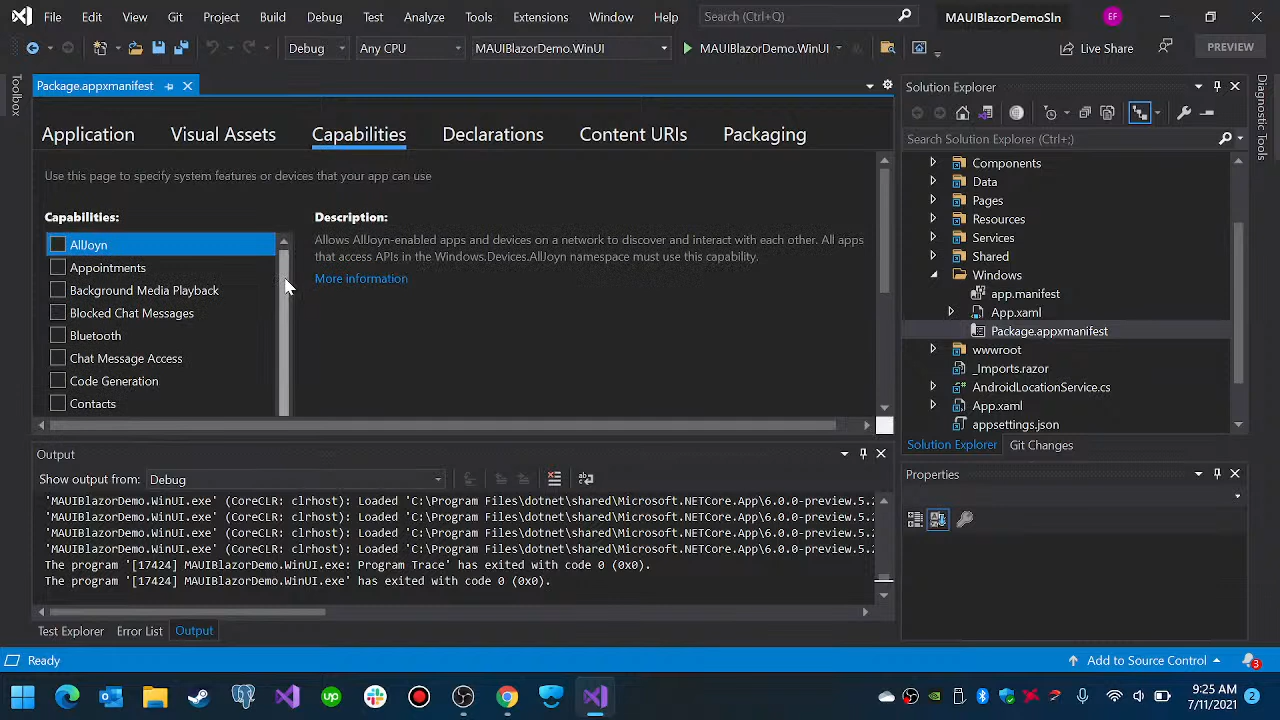 File Edit View Git Project Build Debug Test Analyze Tools Extensions Window Help Search (Ctrl+Q) MAUIBlazorDemoSln EF
Debug Any CPU MAUIBlazorDemo.WinUI MAUIBlazorDemo.WinUI Live Share PREVIEW
Toolbox
Package.appxmanifest
Application Visual Assets Capabilities Declarations Content URIs Packaging
Use this page to specify system features or devices that your app can use
Capabilities:
AllJoyn
Appointments
Background Media Playback
Blocked Chat Messages
Bluetooth
Chat Message Access
Code Generation
Contacts
Description:
Allows AllJoyn-enabled apps and devices on a network to discover and interact with each other. All apps
that access APIs in the Windows.Devices.AllJoyn namespace must use this capability.
More information
Output
Show output from: Debug
'MAUIBlazorDemo.WinUI.exe' (CoreCLR: clrhost): Loaded 'C:\Program Files\dotnet\shared\Microsoft.NETCore.App\6.0.0-preview.5.2
'MAUIBlazorDemo.WinUI.exe' (CoreCLR: clrhost): Loaded 'C:\Program Files\dotnet\shared\Microsoft.NETCore.App\6.0.0-preview.5.2
'MAUIBlazorDemo.WinUI.exe' (CoreCLR: clrhost): Loaded 'C:\Program Files\dotnet\shared\Microsoft.NETCore.App\6.0.0-preview.5.2
'MAUIBlazorDemo.WinUI.exe' (CoreCLR: clrhost): Loaded 'C:\Program Files\dotnet\shared\Microsoft.NETCore.App\6.0.0-preview.5.2
The program '[17424] MAUIBlazorDemo.WinUI.exe: Program Trace' has exited with code 0 (0x0).
The program '[17424] MAUIBlazorDemo.WinUI.exe' has exited with code 0 (0x0).
Test Explorer Error List Output
Solution Explorer
Search Solution Explorer (Ctrl+;)
Components
Data
Pages
Resources
Services
Shared
Windows
app.manifest
App.xaml
Package.appxmanifest
wwwroot
_Imports.razor
AndroidLocationService.cs
App.xaml
appsettings.json
Solution Explorer Git Changes
Properties
Diagnostic Tools
Ready Add to Source Control 3
up
9:25 AM
7/11/2021
2